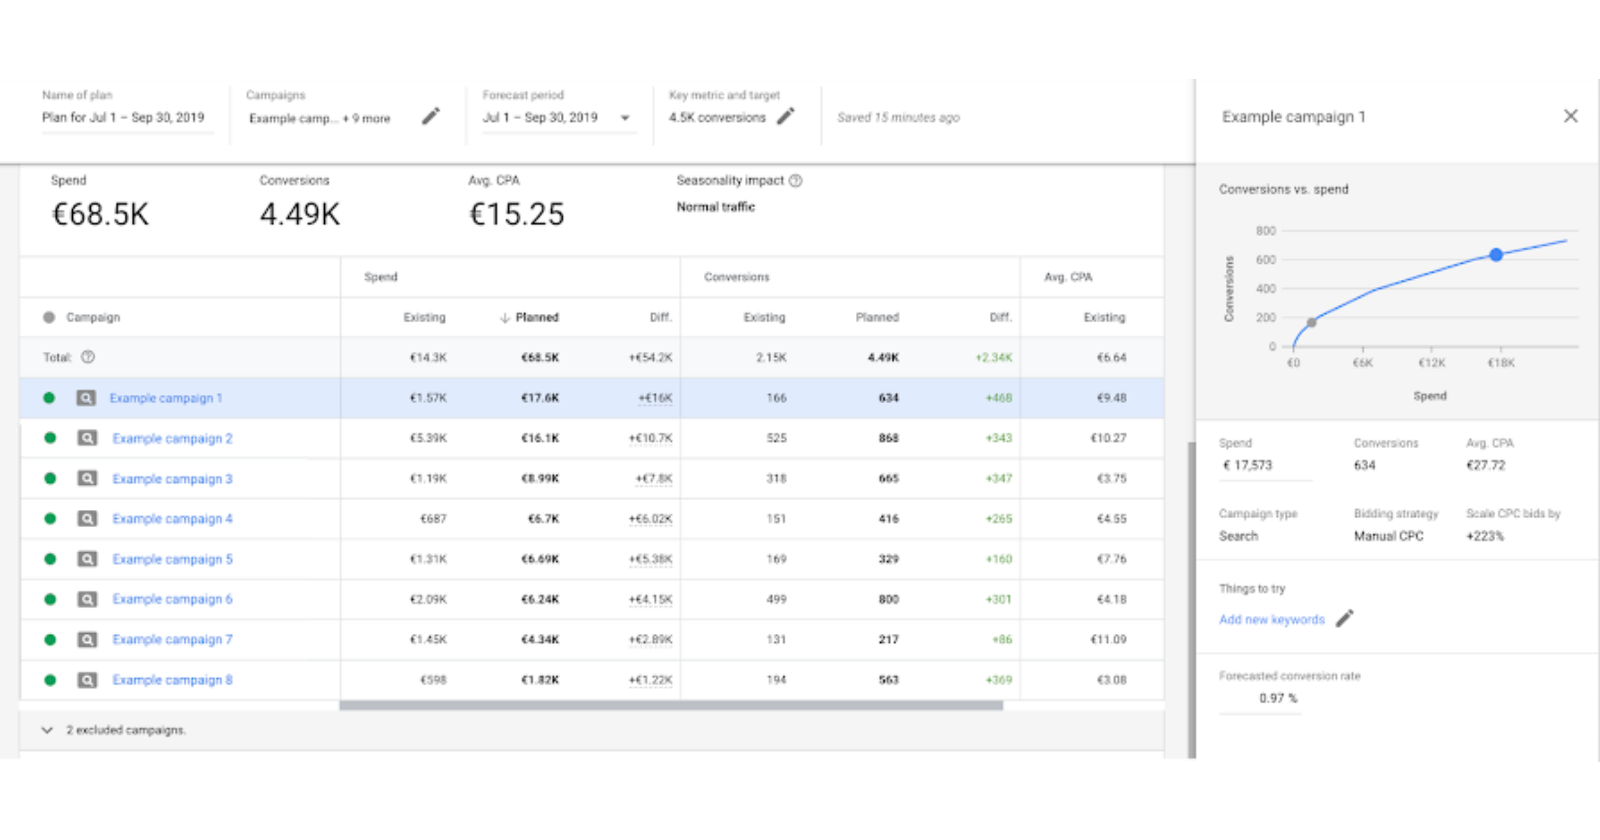 Name of plan Campaigns Forecast period Key metric and target
Plan for Jul 1 – Sep 30, 2019 Example camp... + 9 more Jul 1 – Sep 30, 2019 4.5K conversions Saved 15 minutes ago
Spend Conversions Avg. CPA Seasonality impact
€68.5K 4.49K €15.25 Normal traffic
Spend Conversions Avg. CPA
Campaign Existing Planned Diff. Existing Planned Diff. Existing
Total: €14.3K €68.5K +€54.2K 2.15K 4.49K +2.34K €6.64
Example campaign 1 €1.57K €17.6K +€16K 166 634 +468 €9.48
Example campaign 2 €5.39K €16.1K +€10.7K 525 868 +343 €10.27
Example campaign 3 €1.19K €8.99K +€7.8K 318 665 +347 €3.75
Example campaign 4 €687 €6.7K +€6.02K 151 416 +265 €4.55
Example campaign 5 €1.31K €6.69K +€5.38K 169 329 +160 €7.76
Example campaign 6 €2.09K €6.24K +€4.15K 499 800 +301 €4.18
Example campaign 7 €1.45K €4.34K +€2.89K 131 217 +86 €11.09
Example campaign 8 €598 €1.82K +€1.22K 194 563 +369 €3.08
2 excluded campaigns.
Example campaign 1
Conversions vs. spend
Conversions
800
600
400
200
0
€0 €6K €12K €18K
Spend
Spend Conversions Avg. CPA
€ 17,573 634 €27.72
Campaign type Bidding strategy Scale CPC bids by
Search Manual CPC +223%
Things to try
Add new keywords
Forecasted conversion rate
0.97 %